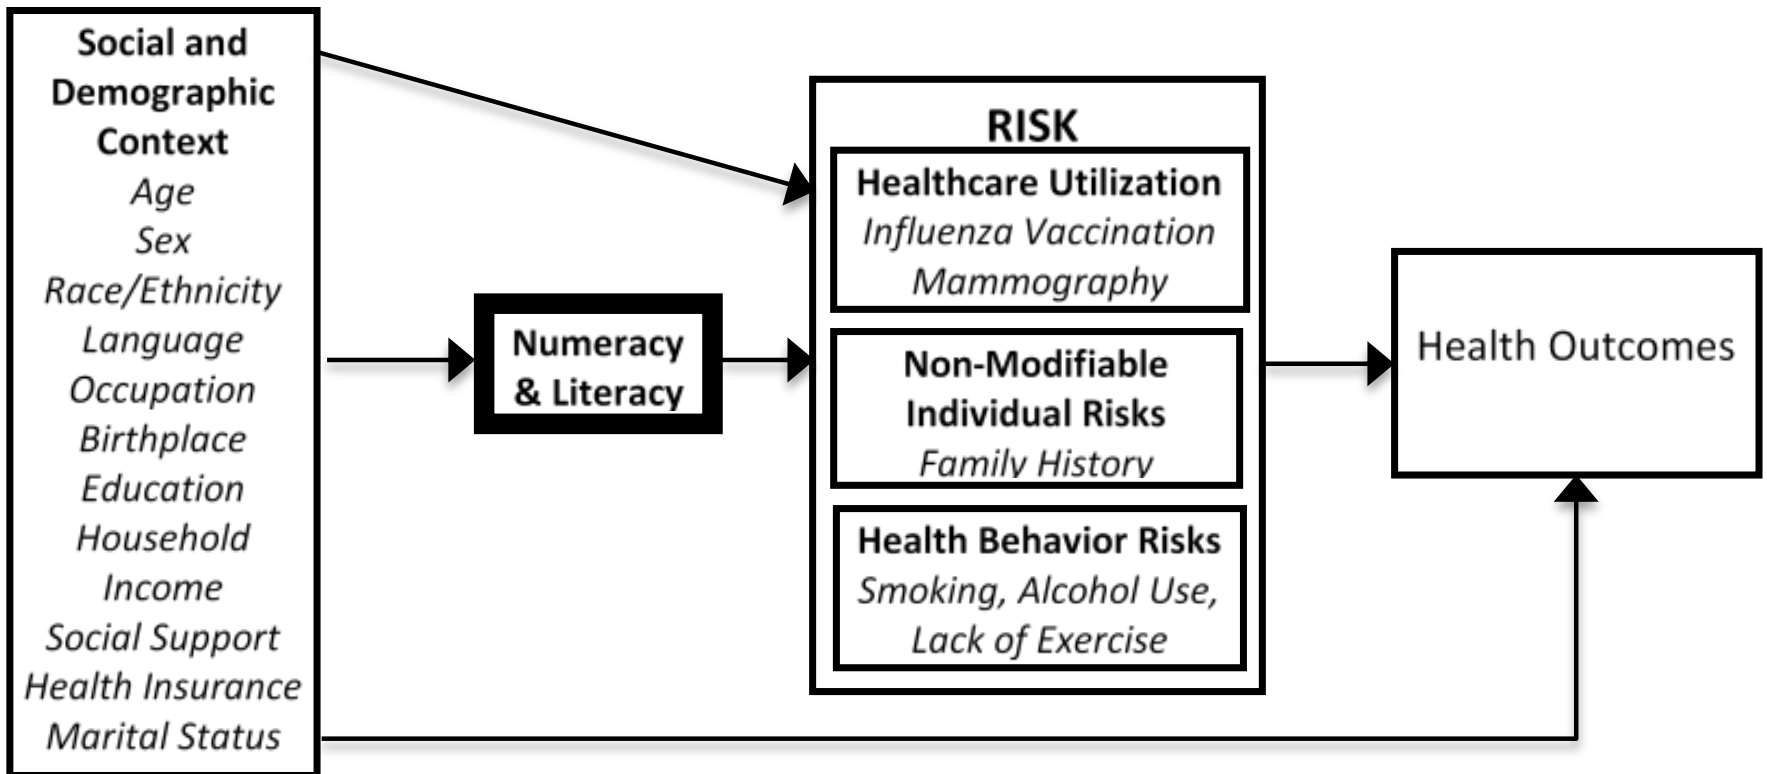 Social and
Demographic
Context
Age
Sex
Race/Ethnicity
Language
Occupation
Birthplace
Education
Household
Income
Social Support
Health Insurance
Marital Status
Numeracy
& Literacy
RISK
Healthcare Utilization
Influenza Vaccination
Mammography
Non-Modifiable
Individual Risks
Family History
Health Behavior Risks
Smoking, Alcohol Use,
Lack of Exercise
Health Outcomes